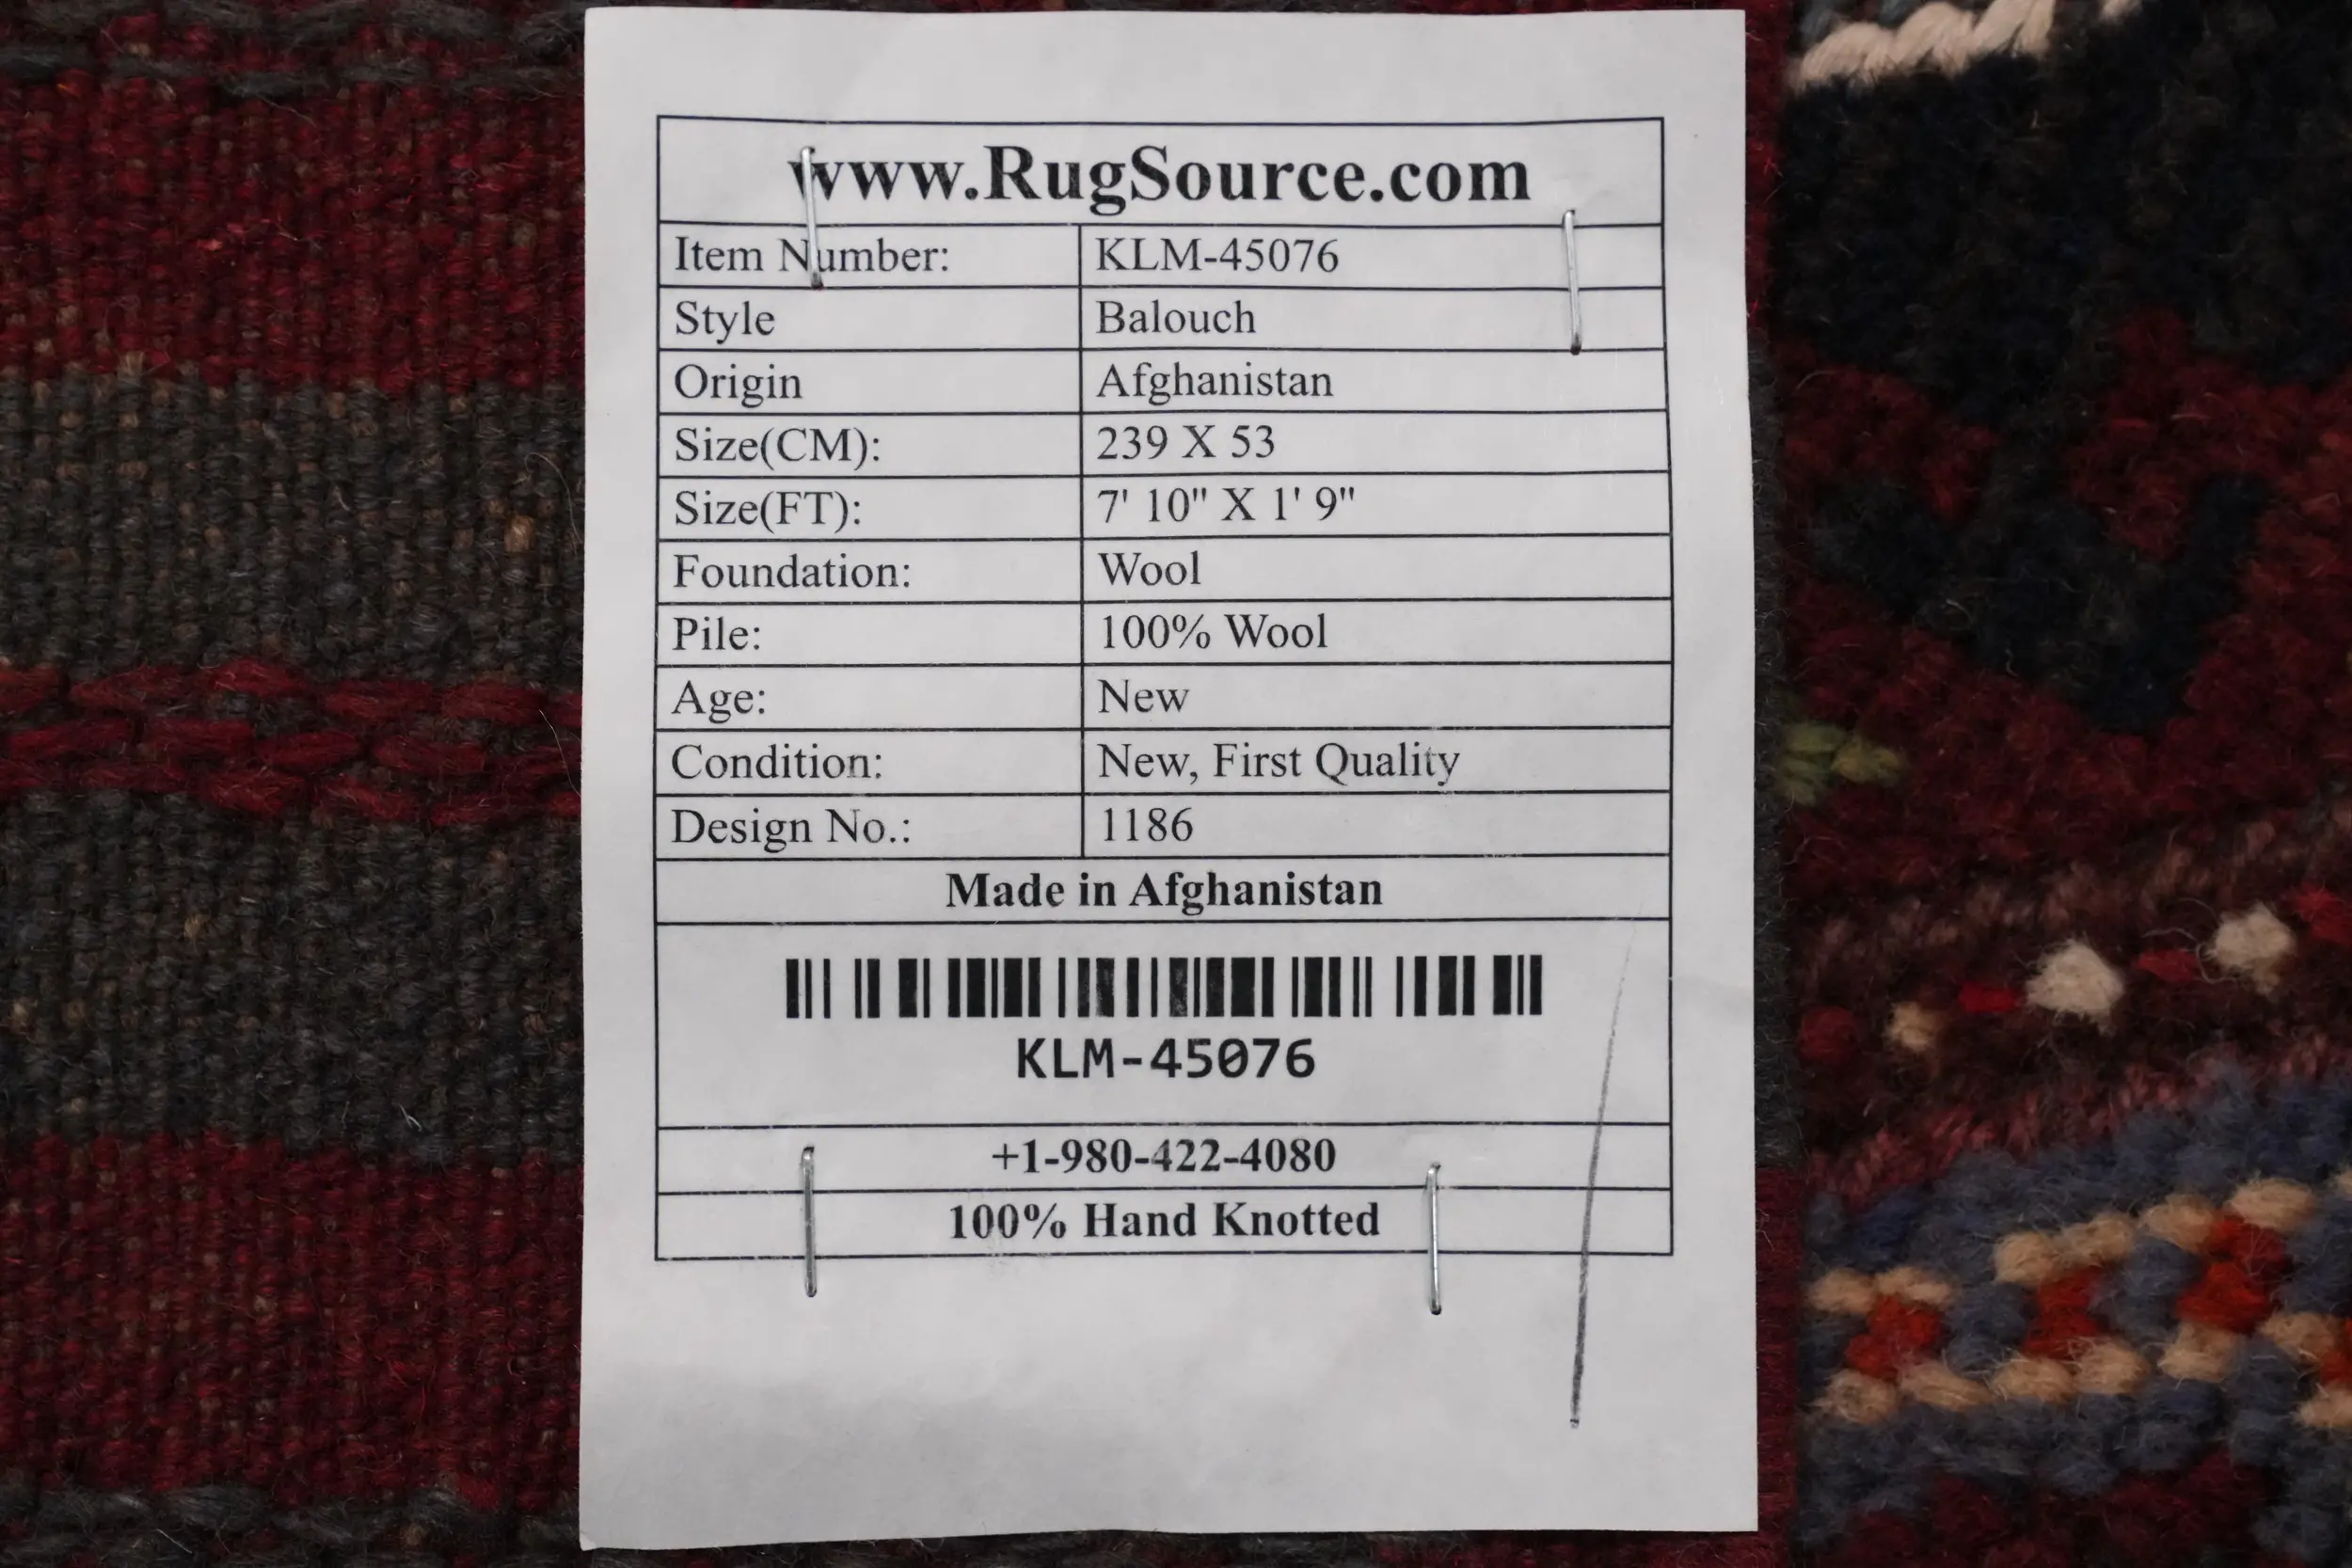 www.RugSource.com
Item Number: KLM-45076
Style Balouch
Origin Afghanistan
Size(CM): 239 X 53
Size(FT): 7' 10" X 1' 9"
Foundation: Wool
Pile: 100% Wool
Age: New
Condition: New, First Quality
Design No.: 1186
Made in Afghanistan
KLM-45076
+1-980-422-4080
100% Hand Knotted